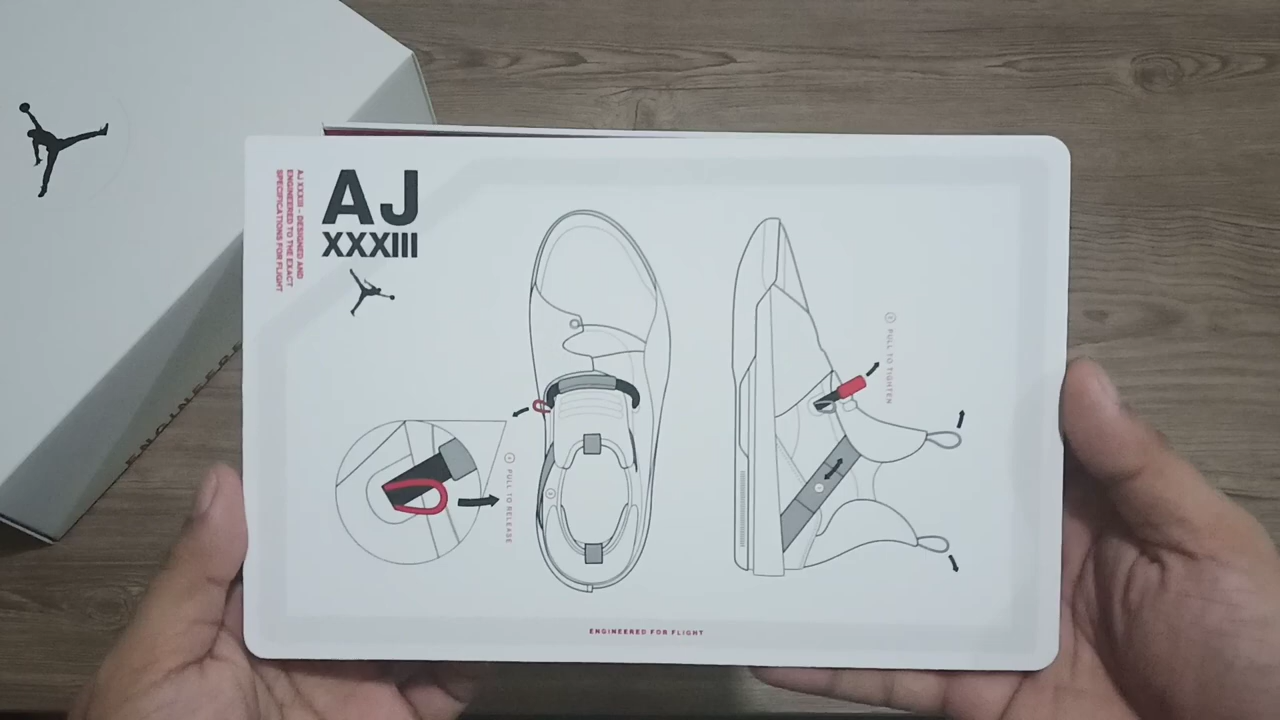 AJ
XXXIII
AJ XXXIII – DESIGNED AND
ENGINEERED TO THE EXACT
SPECIFICATIONS FOR FLIGHT
PULL TO RELEASE
PULL TO TIGHTEN
ENGINEERED FOR FLIGHT